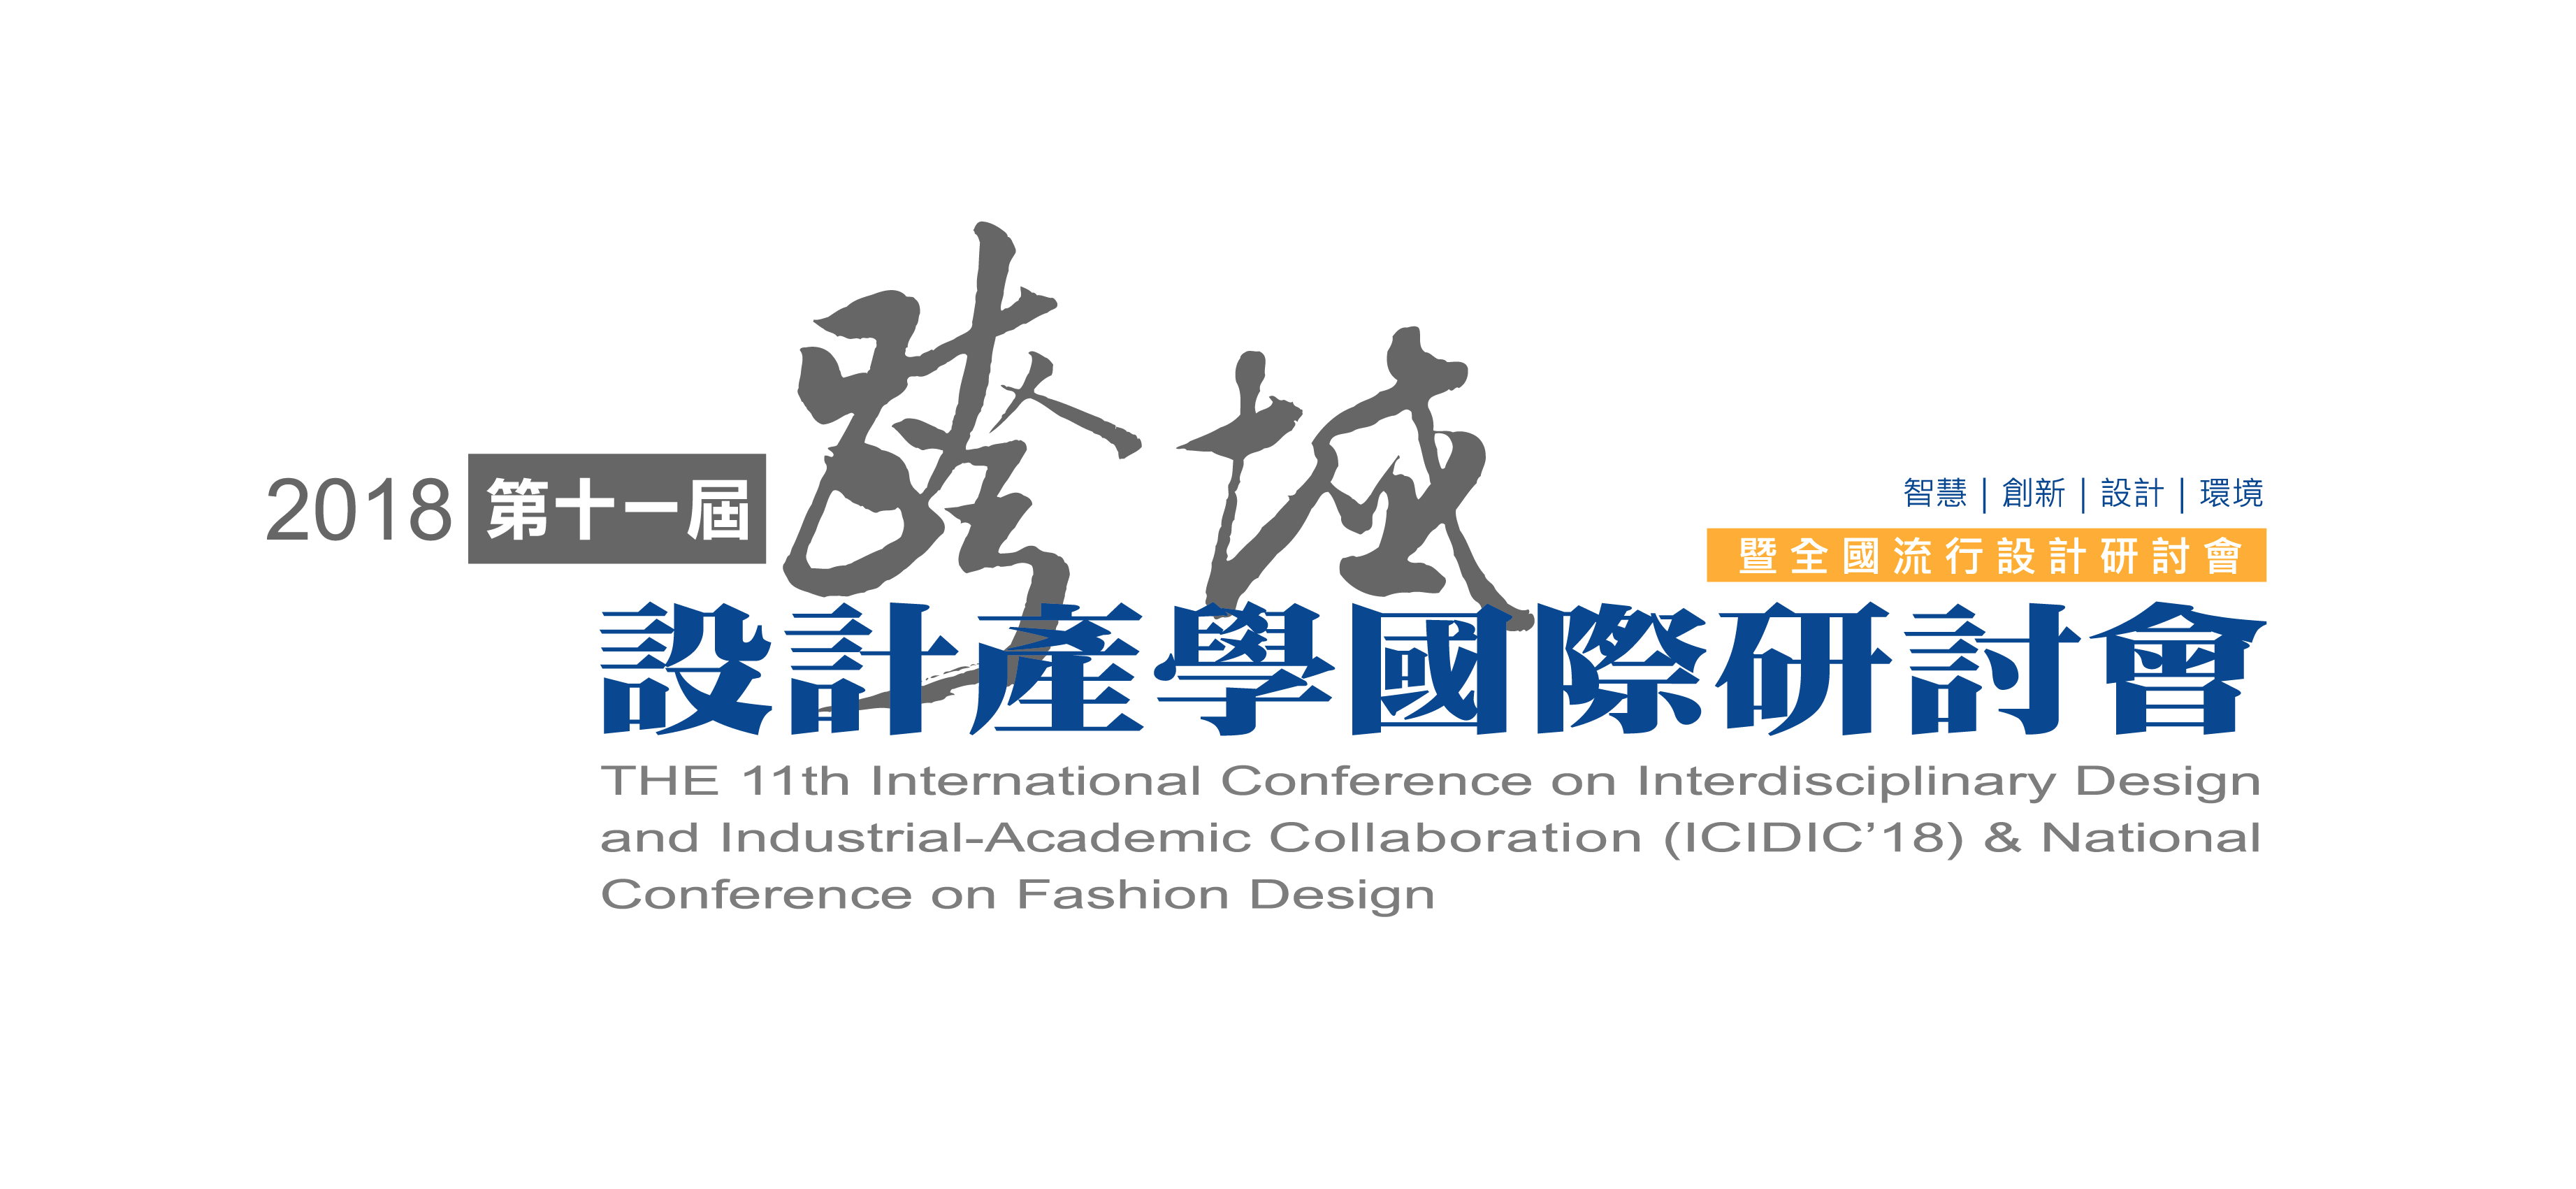 2018 第十一屆
跨域
智慧｜創新｜設計｜環境
暨全國流行設計研討會
設計產學國際研討會
THE 11th International Conference on Interdisciplinary Design
and Industrial-Academic Collaboration (ICIDIC’18) & National
Conference on Fashion Design